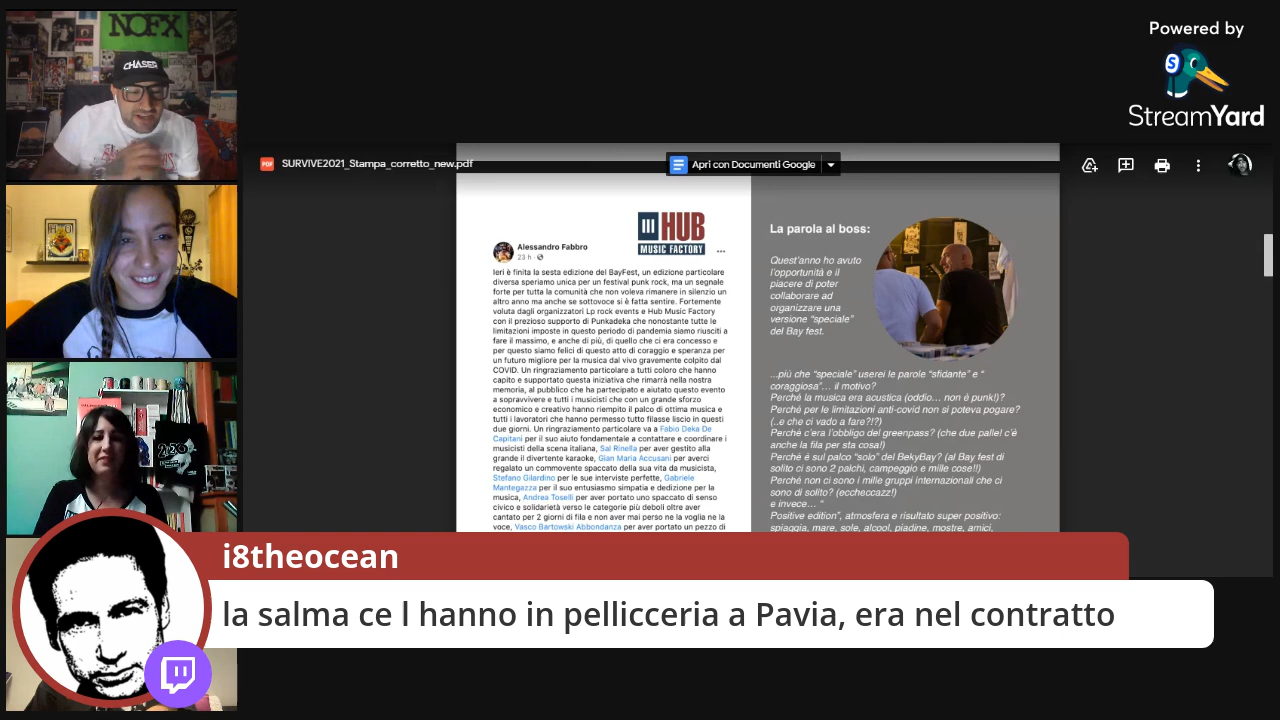 NOFX
CHASER
Powered by
StreamYard
SURVIVE2021_Stampa_corretto_new.pdf
Apri con Documenti Google
HUB
MUSIC FACTORY
Alessandro Fabbro
23 h
Ieri è finita la sesta edizione del BayFest, un edizione particolare
diversa speriamo unica per un festival punk rock, ma un segnale
forte per tutta la comunità che non voleva rimanere in silenzio un
altro anno ma anche se sottovoce si è fatta sentire. Fortemente
voluta dagli organizzatori Lp rock events e Hub Music Factory
con il prezioso supporto di Punkadeka che nonostante tutte le
limitazioni imposte in questo periodo di pandemia siamo riusciti a
fare il massimo, e anche di più, di quello che ci era concesso e
per questo siamo felici di questo atto di coraggio e speranza per
un futuro migliore per la musica dal vivo gravemente colpito dal
COVID. Un ringraziamento particolare a tutti coloro che hanno
capito e supportato questa iniziativa che rimarrà nella nostra
memoria, al pubblico che ha partecipato e aiutato questo evento
a sopravvivere e tutti i musicisti che con un grande sforzo
economico e creativo hanno riempito il palco di ottima musica e
tutti i lavoratori che hanno permesso tutto filasse liscio in questi
due giorni. Un ringraziamento particolare va a Fabio Deka De
Capitani per il suo aiuto fondamentale a contattare e coordinare i
musicisti della scena italiana, Sal Rinella per aver gestito alla
grande il divertente karaoke, Gian Maria Accusani per averci
regalato un commovente spaccato della sua vita da musicista,
Stefano Gilardino per le sue interviste perfette, Gabriele
Mantegazza per il suo entusiasmo simpatia e dedizione per la
musica, Andrea Toselli per aver portato uno spaccato di senso
civico e solidarietà verso le categorie più deboli oltre aver
cantato per 2 giorni di fila e non aver mai perso ne la voglia ne la
voce, Vasco Bartowski Abbondanza per aver portato un pezzo di
La parola al boss:
Quest'anno ho avuto
l'opportunità e il
piacere di poter
collaborare ad
organizzare una
versione "speciale"
del Bay fest.
...più che "speciale" userei le parole "sfidante" e "
coraggiosa"... il motivo?
Perchè la musica era acustica (oddio... non è punk!)?
Perchè per le limitazioni anti-covid non si poteva pogare?
(..e che ci vado a fare?!?)
Perchè c'era l'obbligo del greenpass? (che due palle! c'è
anche la fila per sta cosa!)
Perchè è sul palco "solo" del BekyBay? (al Bay fest di
solito ci sono 2 palchi, campeggio e mille cose!!)
Perchè non ci sono i mille gruppi internazionali che ci
sono di solito? (eccheccazz!)
e invece... "
Positive edition", atmosfera e risultato super positivo:
spiaggia, mare, sole, alcool, piadine, mostre, amici,
i8theocean
la salma ce l hanno in pellicceria a Pavia, era nel contratto